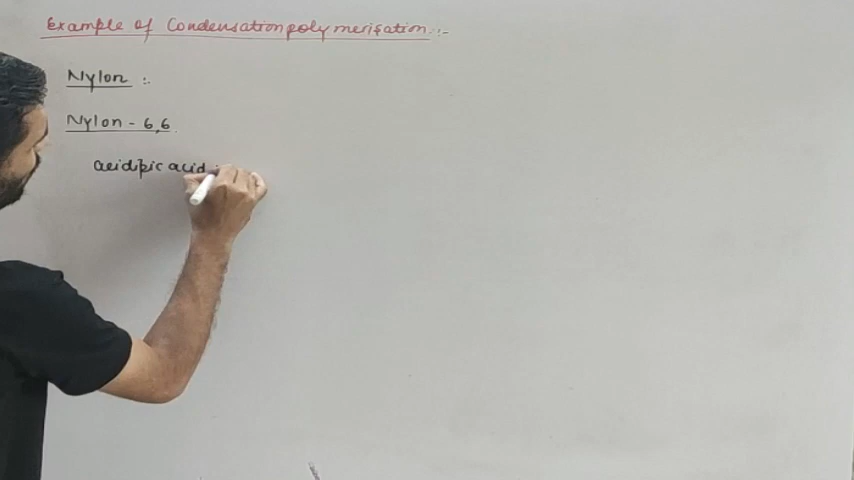 Example of Condensation polymerisation :-
Nylon :-
Nylon - 6,6.
acidipic acid